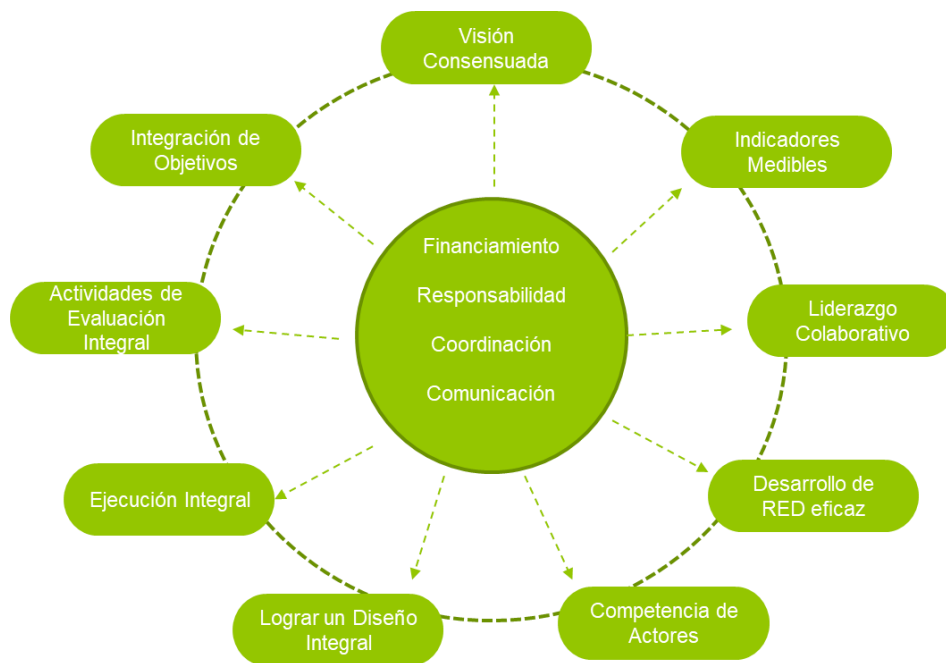 Visión
Consensuada
Integración de
Objetivos
Indicadores
Medibles
Financiamiento
Responsabilidad
Coordinación
Comunicación
Actividades de
Evaluación
Integral
Liderazgo
Colaborativo
Ejecución Integral
Desarrollo de
RED eficaz
Lograr un Diseño
Integral
Competencia de
Actores